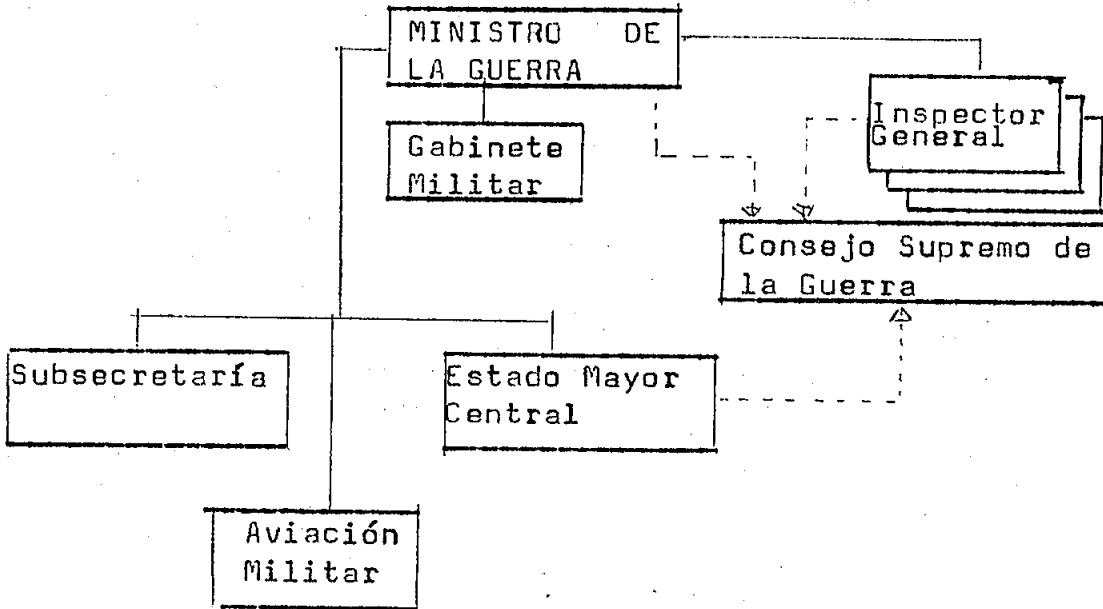 MINISTRO DE
LA GUERRA
Inspector
General
Gabinete
Militar
Consejo Supremo de
la Guerra
Subsecretaría
Estado Mayor
Central
Aviación
Militar